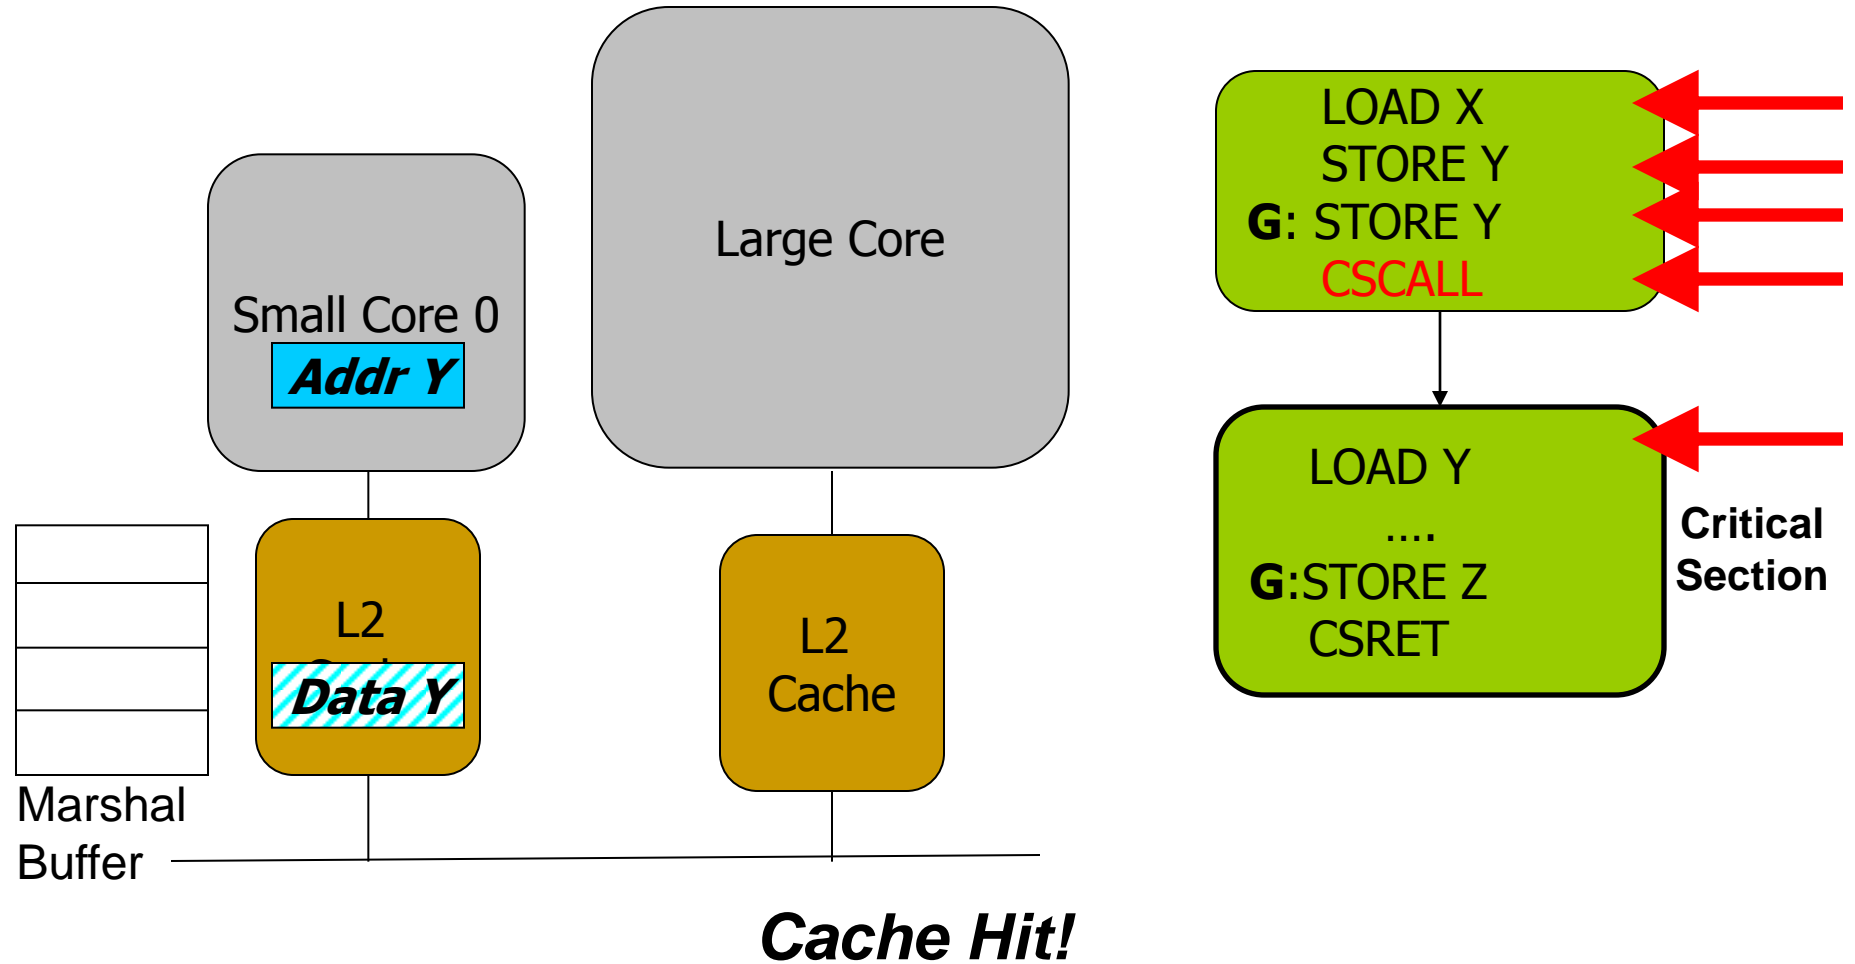 Large Core
Small Core 0
Addr Y
L2
Data Y
L2
Cache
Marshal
Buffer
LOAD X
STORE Y
G: STORE Y
CSCALL
LOAD Y
....
G:STORE Z
CSRET
Critical
Section
Cache Hit!